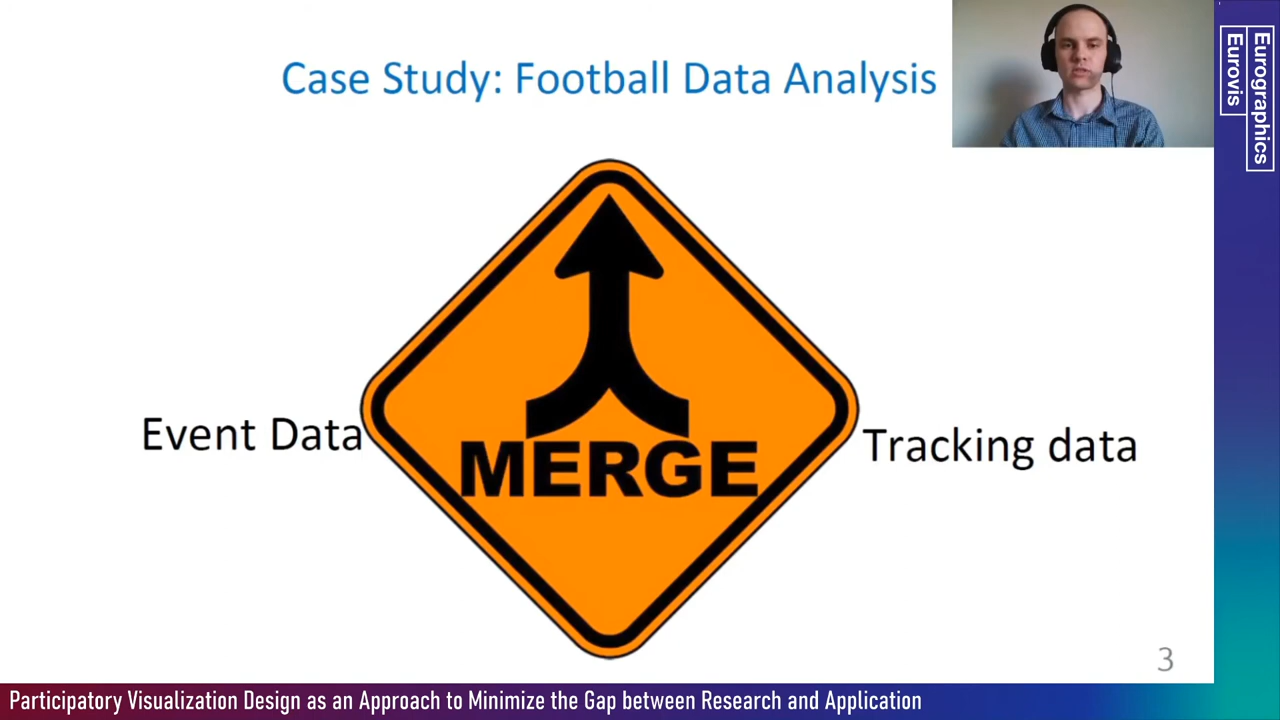 Case Study: Football Data Analysis
Eurographics
Eurovis
Event Data
MERGE
Tracking data
3
Participatory Visualization Design as an Approach to Minimize the Gap between Research and Application